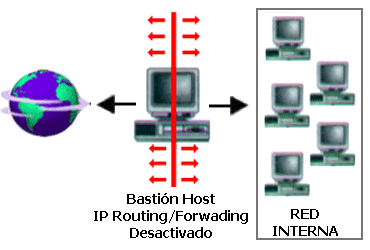 Bastión Host
IP Routing/Forwading
Desactivado
RED
INTERNA